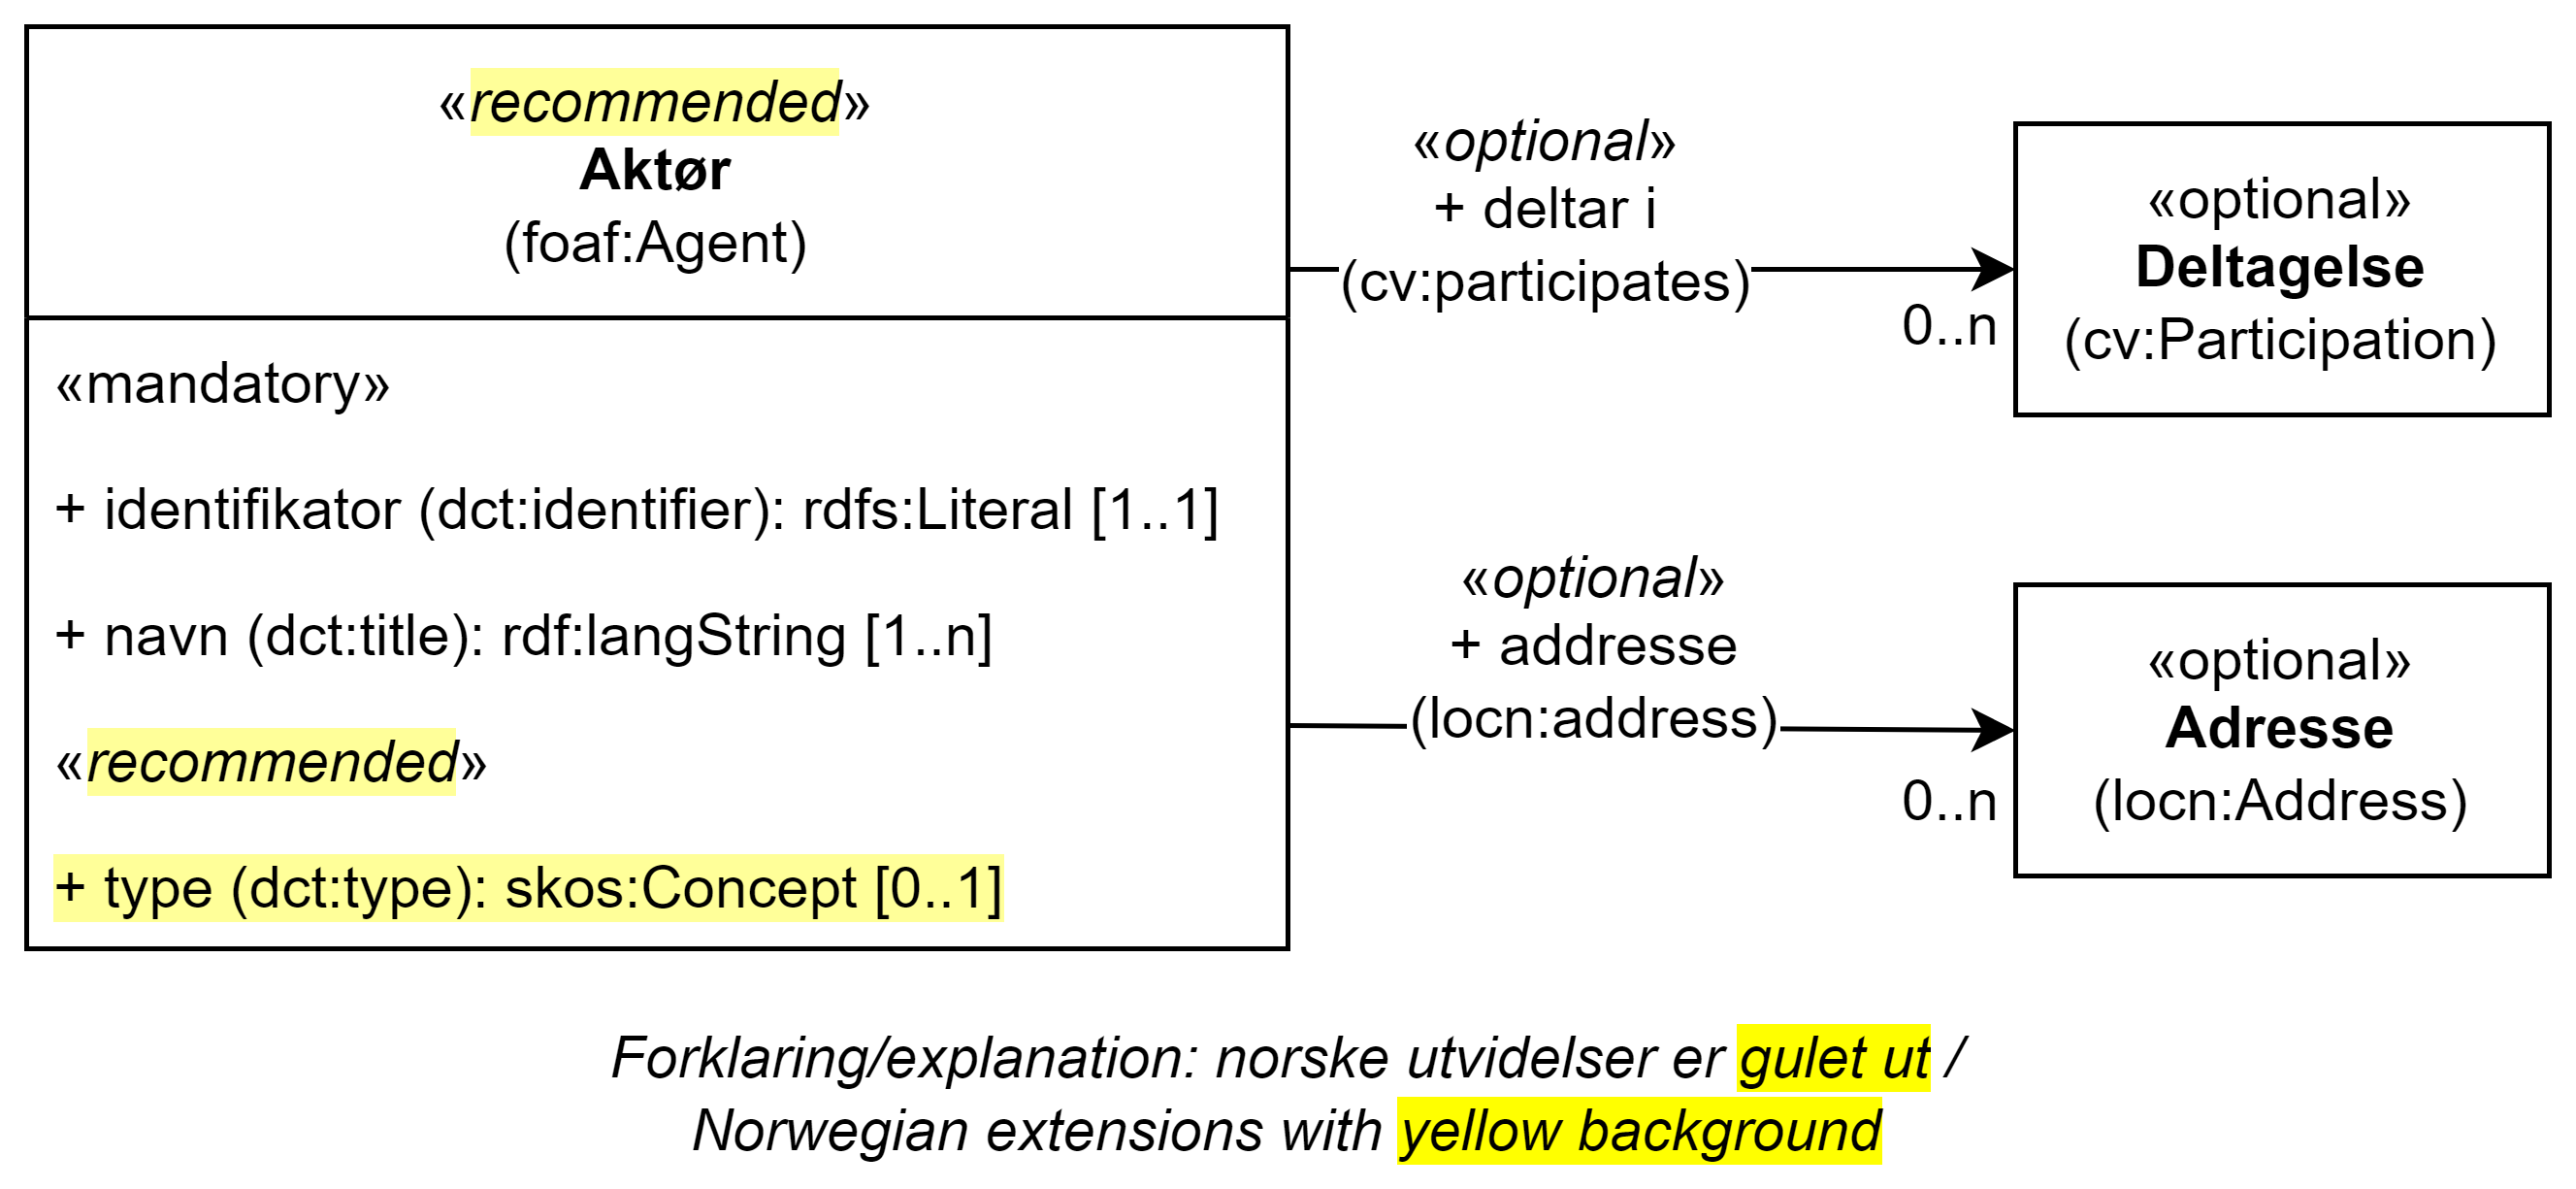 «recommended»
Aktør
(foaf:Agent)
«mandatory»
+ identifikator (dct:identifier): rdfs:Literal [1..1]
+ navn (dct:title): rdf:langString [1..n]
«recommended»
+ type (dct:type): skos:Concept [0..1]
«optional»
+ deltar i
(cv:participates)
0..n
«optional»
Deltagelse
(cv:Participation)
«optional»
+ addresse
(locn:address)
0..n
«optional»
Adresse
(locn:Address)
Forklaring/explanation: norske utvidelser er gulet ut /
Norwegian extensions with yellow background